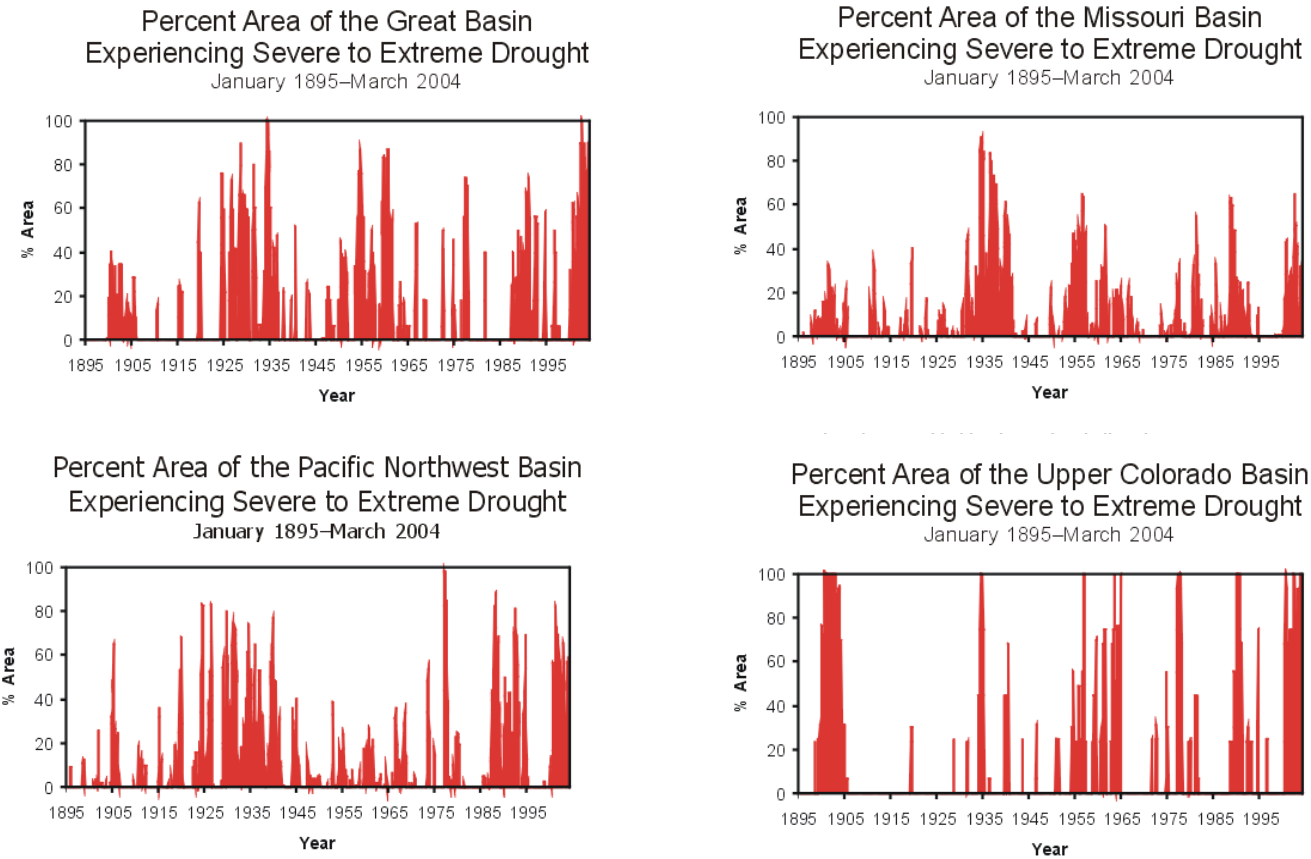 Percent Area of the Great Basin
Experiencing Severe to Extreme Drought
January 1895–March 2004
100
80
60
40
20
0
% Area
1895 1905 1915 1925 1935 1945 1955 1965 1975 1985 1995
Year
Percent Area of the Missouri Basin
Experiencing Severe to Extreme Drought
January 1895–March 2004
100
80
60
40
20
0
% Area
1895 1905 1915 1925 1935 1945 1955 1965 1975 1985 1995
Year
Percent Area of the Pacific Northwest Basin
Experiencing Severe to Extreme Drought
January 1895–March 2004
100
80
60
40
20
0
% Area
1895 1905 1915 1925 1935 1945 1955 1965 1975 1985 1995
Year
Percent Area of the Upper Colorado Basin
Experiencing Severe to Extreme Drought
January 1895–March 2004
100
80
60
40
20
0
% Area
1895 1905 1915 1925 1935 1945 1955 1965 1975 1985 1995
Year